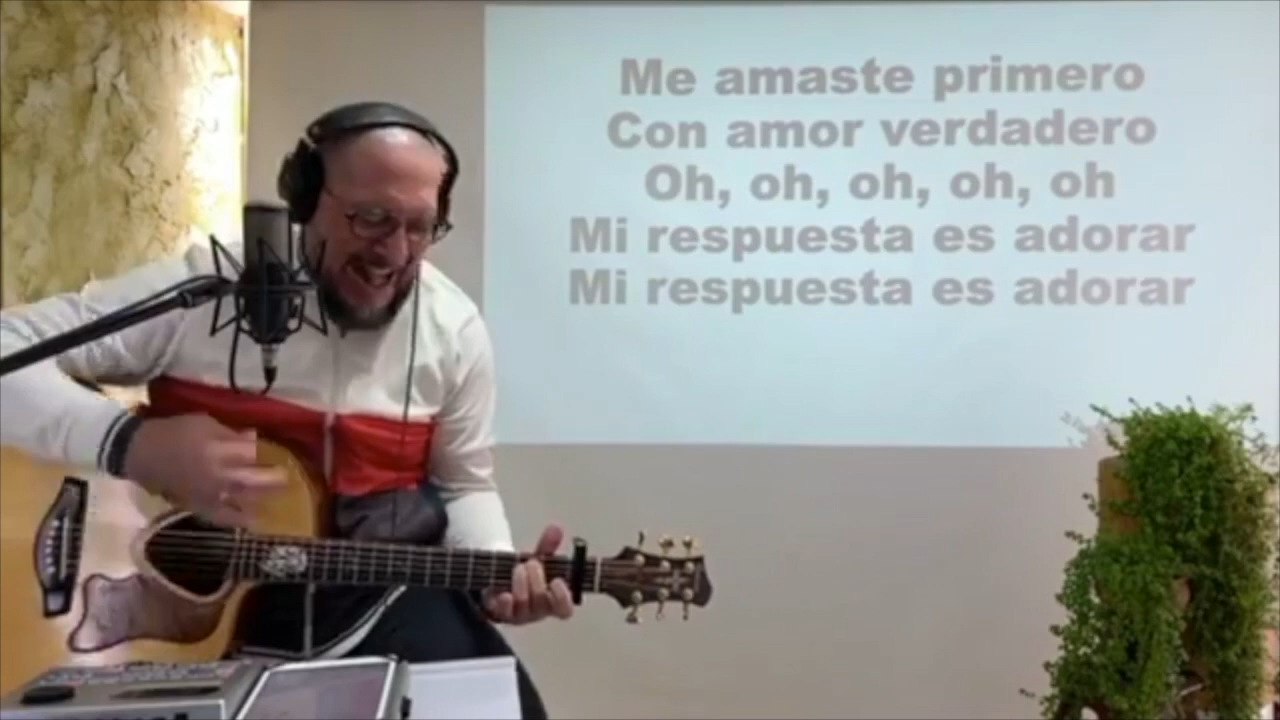 Me amaste primero
Con amor verdadero
Oh, oh, oh, oh, oh
Mi respuesta es adorar
Mi respuesta es adorar